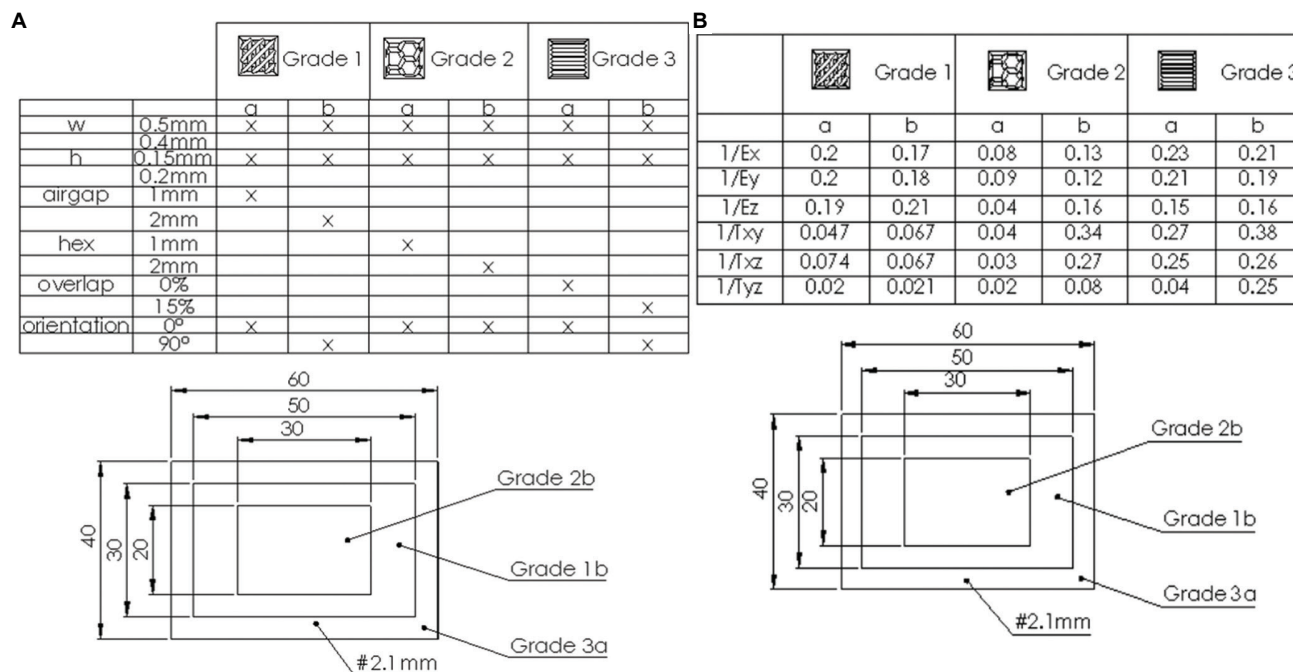 A
Grade 1 Grade 2 Grade 3
a b a b a b
w 0.5mm x x x x x x
0.4mm
h 0.15mm x x x x x x
0.2mm
airgap 1mm x
2mm x
hex 1mm x
2mm x
overlap 0% x
15% x
orientation 0º x x x x
90º x x
60
50
30
40
30
20
Grade 2b
Grade 1b
Grade 3a
#2.1mm
B
Grade 1 Grade 2 Grade 3
a b a b a b
1/Ex 0.2 0.17 0.08 0.13 0.23 0.21
1/Ey 0.2 0.18 0.09 0.12 0.21 0.19
1/Ez 0.19 0.21 0.04 0.16 0.15 0.16
1/Txy 0.047 0.067 0.04 0.34 0.27 0.38
1/Txz 0.074 0.067 0.03 0.27 0.25 0.26
1/Tyz 0.02 0.021 0.02 0.08 0.04 0.25
60
50
30
40
30
20
Grade 2b
Grade 1b
Grade 3a
#2.1mm